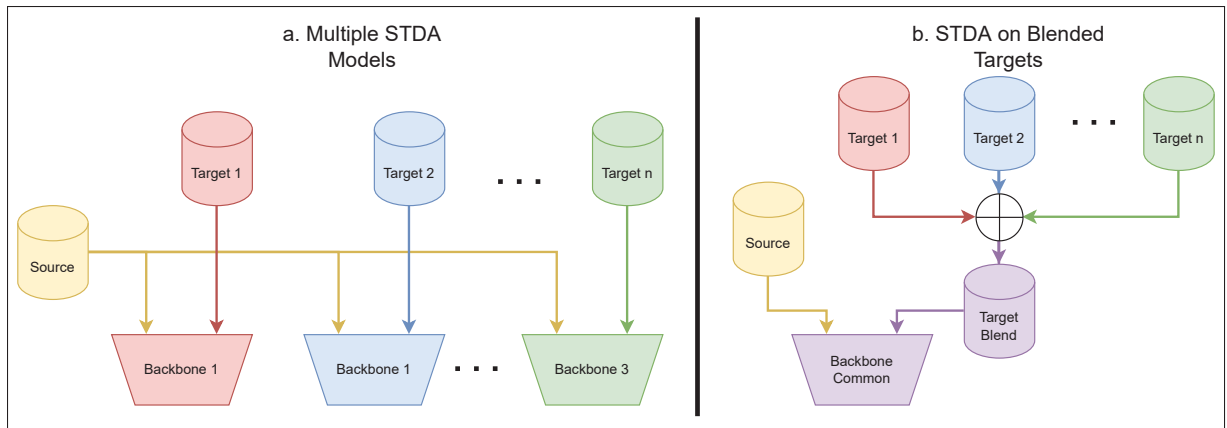 a. Multiple STDA
Models
Target 1
Target 2
. . .
Target n
Source
Backbone 1
Backbone 1
. . .
Backbone 3
b. STDA on Blended
Targets
Target 1
Target 2
. . .
Target n
Source
Target
Blend
Backbone
Common